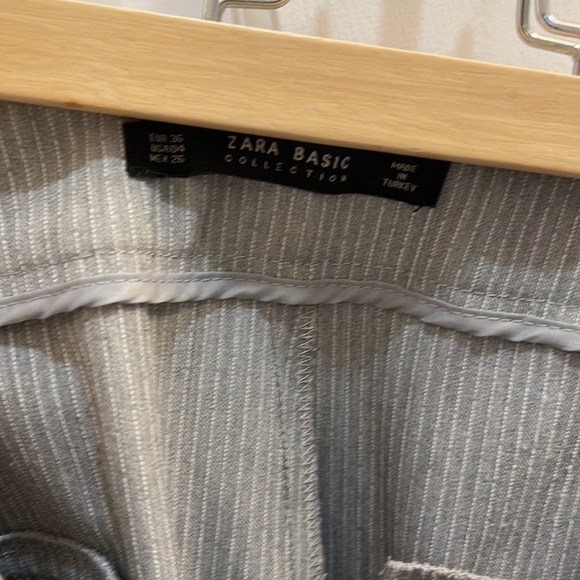 EUR 36
USA 04
MEX 26
ZARA BASIC
COLLECTION
MADE
IN
TURKEY